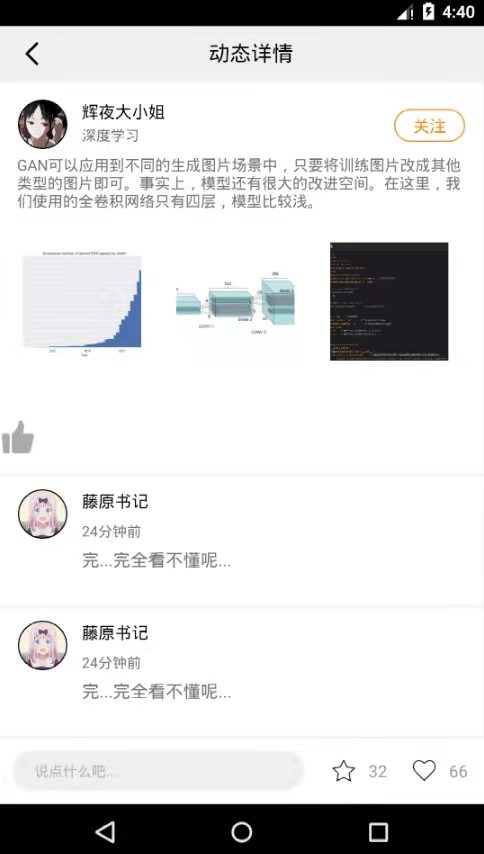 4:40
动态详情
辉夜大小姐
深度学习
关注
GAN可以应用到不同的生成图片场景中，只要将训练图片改成其他
类型的图片即可。事实上，模型还有很大的改进空间。在这里，我
们使用的全卷积网络只有四层，模型比较浅。
藤原书记
24分钟前
完...完全看不懂呢...
藤原书记
24分钟前
完...完全看不懂呢...
说点什么吧....
32
66